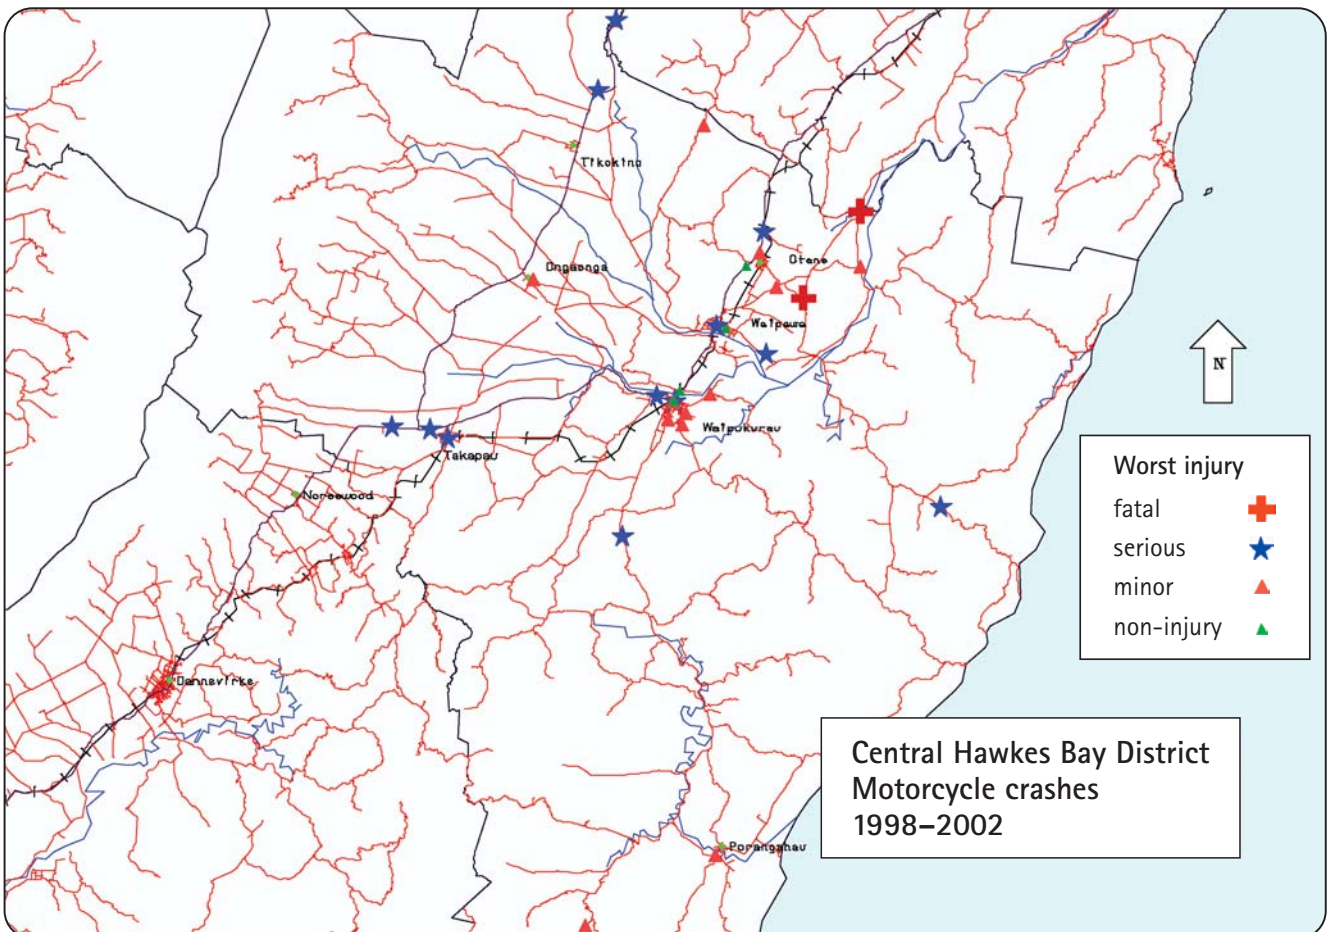 Tikokino
Ongaonga
Otane
Waipawa
Waipukurau
Takapau
Norsewood
Dannevirke
Porangahau
N
Worst injury
fatal
serious
minor
non-injury
Central Hawkes Bay District
Motorcycle crashes
1998–2002